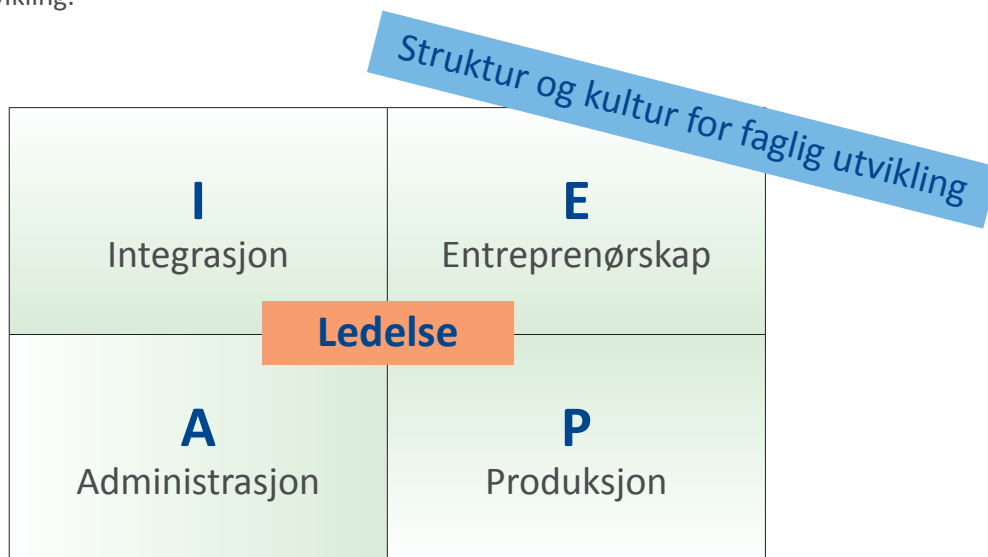 Struktur og kultur for faglig utvikling
I
Integrasjon
E
Entreprenørskap
Ledelse
A
Administrasjon
P
Produksjon